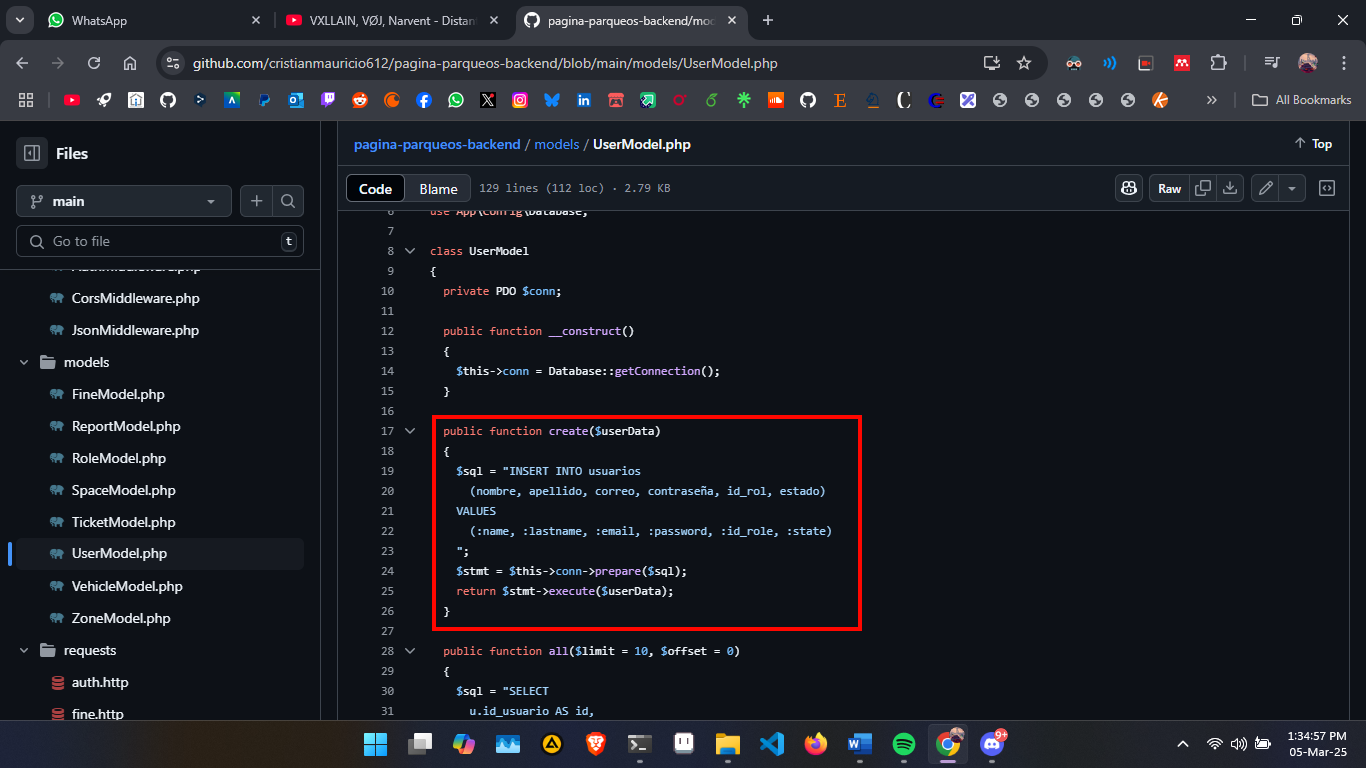 WhatsApp
VXLLAIN, VØJ, Narvent - Distant
pagina-parqueos-backend/mod
github.com/cristianmauricio612/pagina-parqueos-backend/blob/main/models/UserModel.php
All Bookmarks
Files
main
Go to file
t
CorsMiddleware.php
JsonMiddleware.php
models
FineModel.php
ReportModel.php
RoleModel.php
SpaceModel.php
TicketModel.php
UserModel.php
VehicleModel.php
ZoneModel.php
requests
auth.http
fine.http
pagina-parqueos-backend / models / UserModel.php
Top
Code Blame 129 lines (112 loc) · 2.79 KB
Raw
6 use App\Config\Database;
7
8 class UserModel
9 {
10 private PDO $conn;
11
12 public function __construct()
13 {
14 $this->conn = Database::getConnection();
15 }
16
17 public function create($userData)
18 {
19 $sql = "INSERT INTO usuarios
20 (nombre, apellido, correo, contraseña, id_rol, estado)
21 VALUES
22 (:name, :lastname, :email, :password, :id_role, :state)
23 ";
24 $stmt = $this->conn->prepare($sql);
25 return $stmt->execute($userData);
26 }
27
28 public function all($limit = 10, $offset = 0)
29 {
30 $sql = "SELECT
31 u.id_usuario AS id,
9+
1:34:57 PM
05-Mar-25